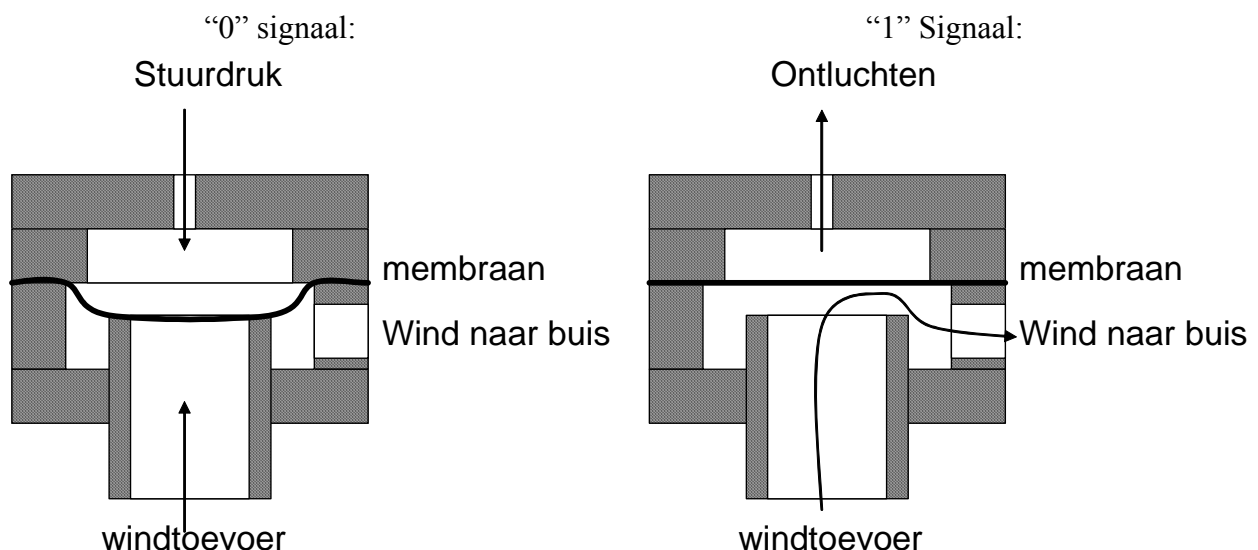 “0” signaal:
“1” Signaal:
Stuurdruk
Ontluchten
membraan
membraan
Wind naar buis
Wind naar buis
windtoevoer
windtoevoer